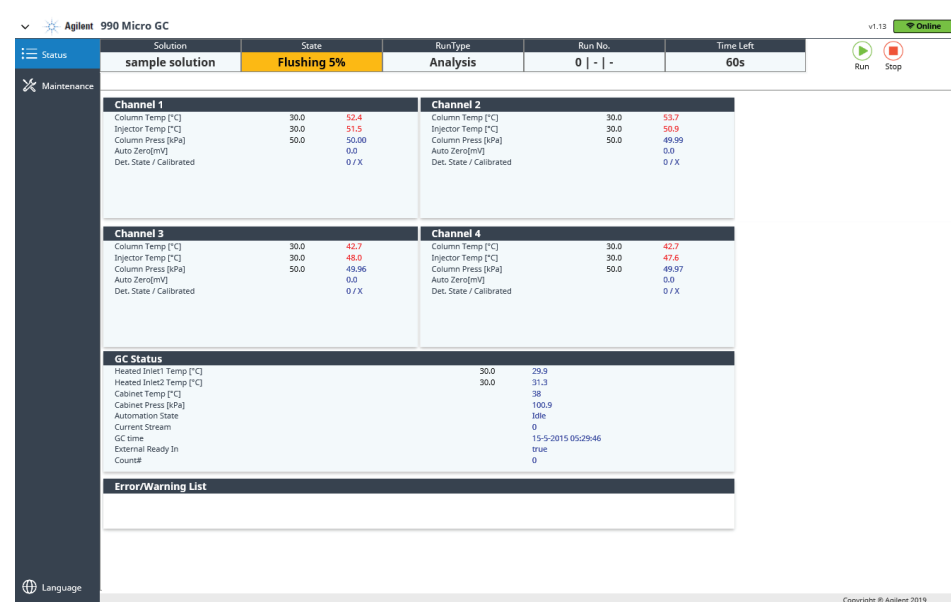 Agilent 990 Micro GC
v1.13 Online
Status
Maintenance
Solution State RunType Run No. Time Left
sample solution Flushing 5% Analysis 0 | - | - 60s
Run Stop
Channel 1
Column Temp [°C] 30.0 52.4
Injector Temp [°C] 30.0 51.5
Column Press [kPa] 50.0 50.00
Auto Zero[mV] 0.0
Det. State / Calibrated 0 / X
Channel 2
Column Temp [°C] 30.0 53.7
Injector Temp [°C] 30.0 50.9
Column Press [kPa] 50.0 49.99
Auto Zero[mV] 0.0
Det. State / Calibrated 0 / X
Channel 3
Column Temp [°C] 30.0 42.7
Injector Temp [°C] 30.0 48.0
Column Press [kPa] 50.0 49.96
Auto Zero[mV] 0.0
Det. State / Calibrated 0 / X
Channel 4
Column Temp [°C] 30.0 42.7
Injector Temp [°C] 30.0 47.6
Column Press [kPa] 50.0 49.97
Auto Zero[mV] 0.0
Det. State / Calibrated 0 / X
GC Status
Heated Inlet1 Temp [°C] 30.0 29.9
Heated Inlet2 Temp [°C] 30.0 31.3
Cabinet Temp [°C] 38
Cabinet Press [kPa] 100.9
Automation State Idle
Current Stream 0
GC time 15-5-2015 05:29:46
External Ready In true
Count# 0
Error/Warning List
Language
Copyright © Agilent 2019